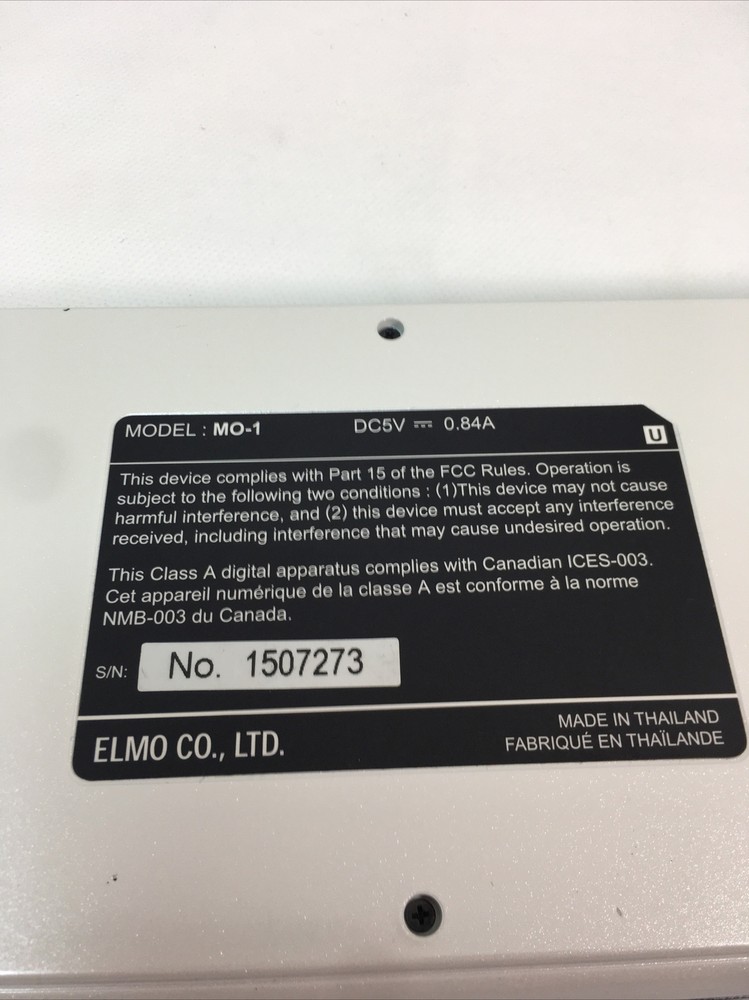 MODEL : MO-1 DC5V ⎓ 0.84A
U
This device complies with Part 15 of the FCC Rules. Operation is
subject to the following two conditions : (1)This device may not cause
harmful interference, and (2) this device must accept any interference
received, including interference that may cause undesired operation.
This Class A digital apparatus complies with Canadian ICES-003.
Cet appareil numérique de la classe A est conforme à la norme
NMB-003 du Canada.
S/N: No. 1507273
ELMO CO., LTD.
MADE IN THAILAND
FABRIQUÉ EN THAÏLANDE